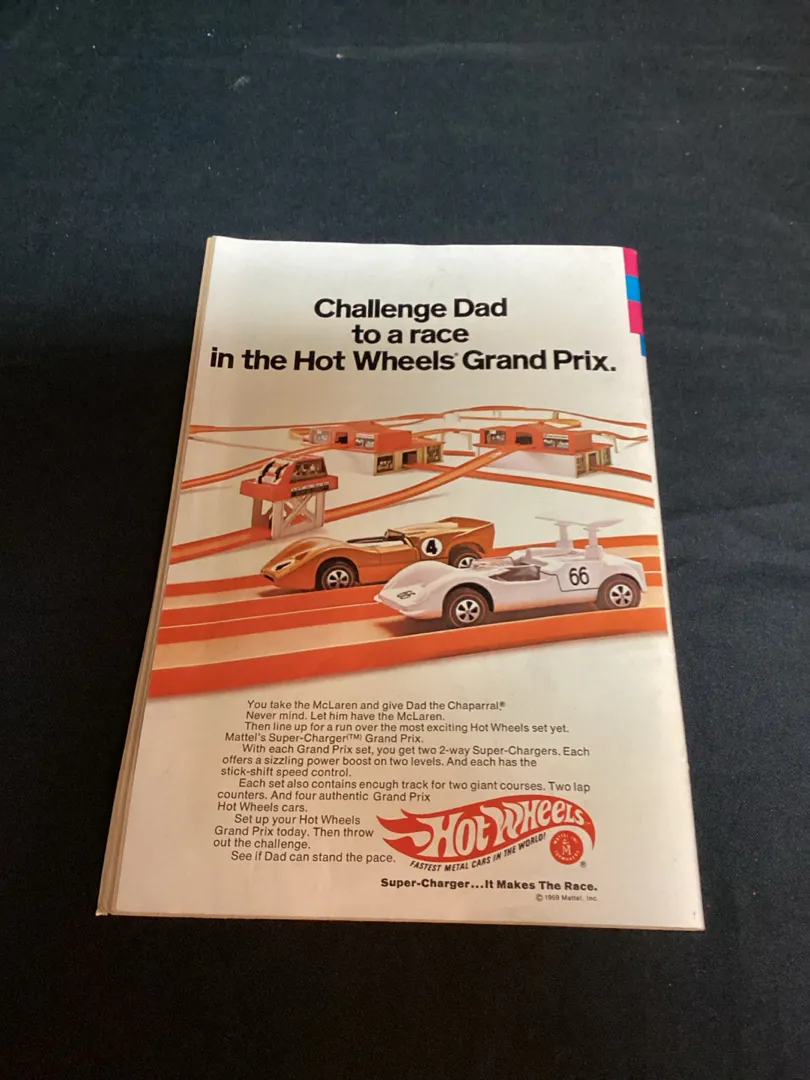 Challenge Dad
to a race
in the Hot Wheels® Grand Prix.
4
66
66
You take the McLaren and give Dad the Chaparral.®
Never mind. Let him have the McLaren.
Then line up for a run over the most exciting Hot Wheels set yet.
Mattel's Super-Charger(TM) Grand Prix.
With each Grand Prix set, you get two 2-way Super-Chargers. Each
offers a sizzling power boost on two levels. And each has the
stick-shift speed control.
Each set also contains enough track for two giant courses. Two lap
counters. And four authentic Grand Prix
Hot Wheels cars.
Set up your Hot Wheels
Grand Prix today. Then throw
out the challenge.
See if Dad can stand the pace.
HOT WHEELS
FASTEST METAL CARS IN THE WORLD!
MATTEL, INC.
M
®
Super-Charger...It Makes The Race.
© 1969 Mattel, Inc.